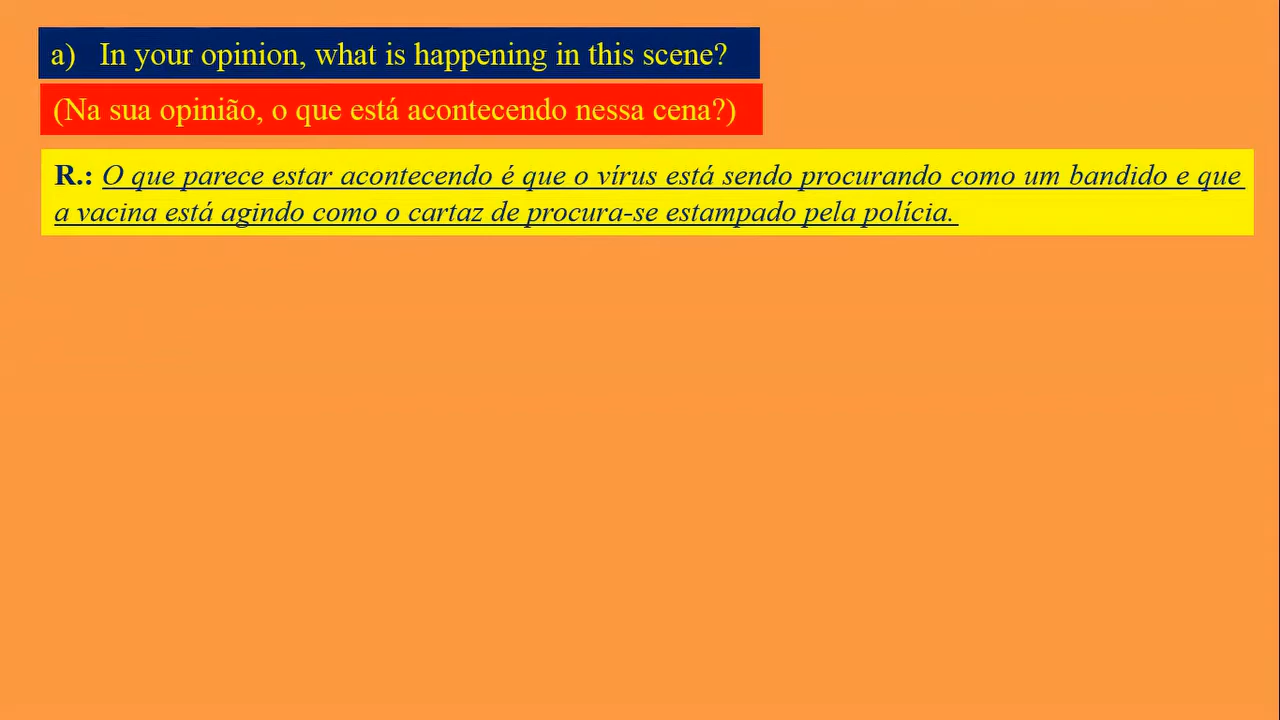 a) In your opinion, what is happening in this scene?
(Na sua opinião, o que está acontecendo nessa cena?)
R.: O que parece estar acontecendo é que o vírus está sendo procurando como um bandido e que
a vacina está agindo como o cartaz de procura-se estampado pela polícia.